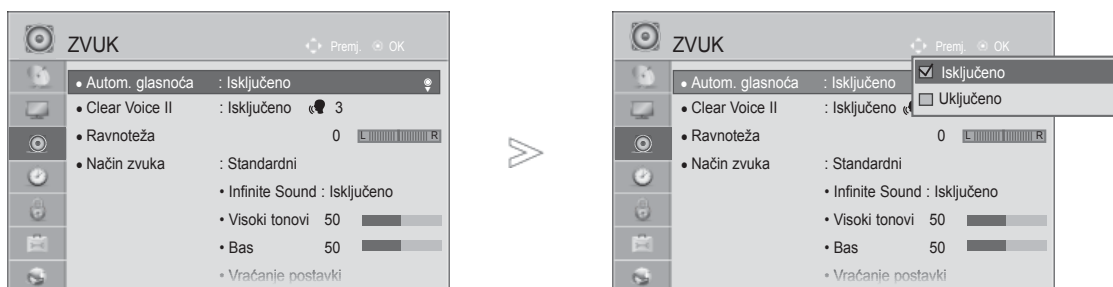 ZVUK
Premj. OK
• Autom. glasnoća : Isključeno
• Clear Voice II : Isključeno 3
• Ravnoteža 0 L R
• Način zvuka : Standardni
• Infinite Sound : Isključeno
• Visoki tonovi 50
• Bas 50
• Vraćanje postavki
ZVUK
Premj. OK
• Autom. glasnoća : Isključeno
Isključeno
Uključeno
• Clear Voice II : Isključeno
• Ravnoteža 0 L R
• Način zvuka : Standardni
• Infinite Sound : Isključeno
• Visoki tonovi 50
• Bas 50
• Vraćanje postavki